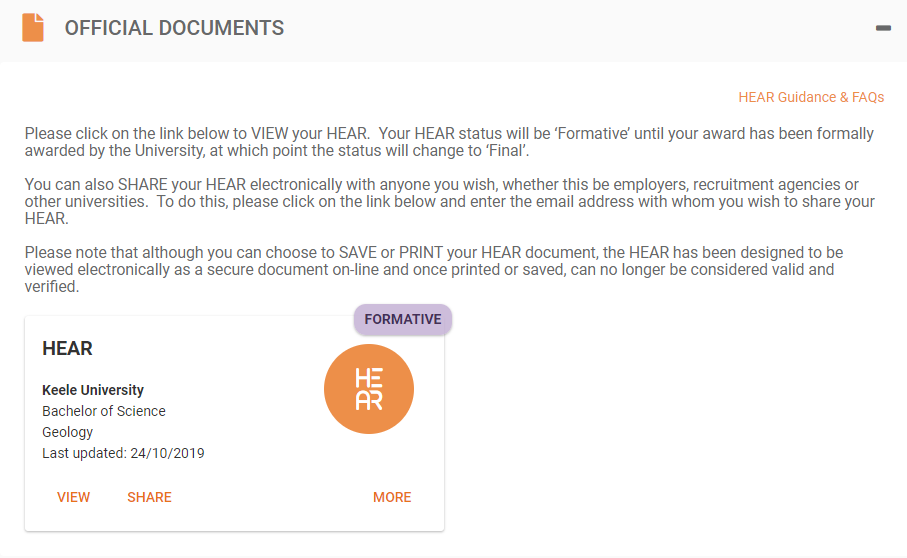 OFFICIAL DOCUMENTS
HEAR Guidance & FAQs
Please click on the link below to VIEW your HEAR.  Your HEAR status will be ‘Formative’ until your award has been formally
awarded by the University, at which point the status will change to ‘Final’.
You can also SHARE your HEAR electronically with anyone you wish, whether this be employers, recruitment agencies or
other universities.  To do this, please click on the link below and enter the email address with whom you wish to share your
HEAR.
Please note that although you can choose to SAVE or PRINT your HEAR document, the HEAR has been designed to be
viewed electronically as a secure document on-line and once printed or saved, can no longer be considered valid and
verified.
FORMATIVE
HEAR
HE
AR
Keele University
Bachelor of Science
Geology
Last updated: 24/10/2019
VIEW SHARE MORE